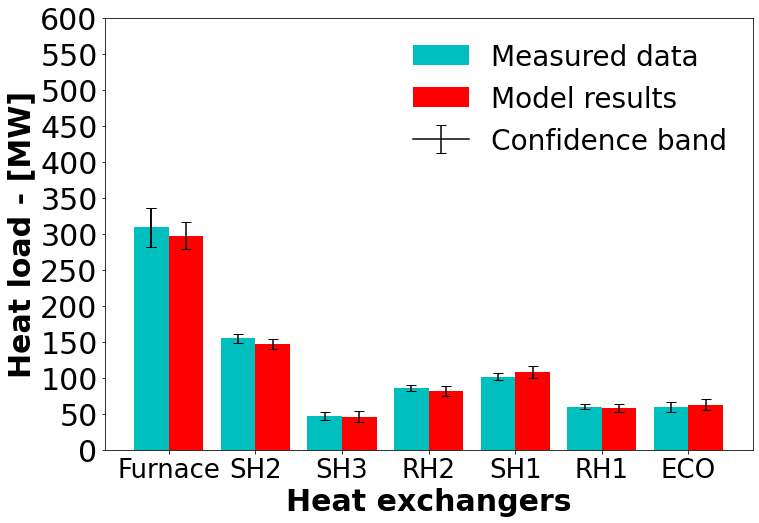 600
550
500
450
400
350
300
250
200
150
100
50
0
Heat load - [MW]
Measured data
Model results
Confidence band
Furnace SH2 SH3 RH2 SH1 RH1 ECO
Heat exchangers